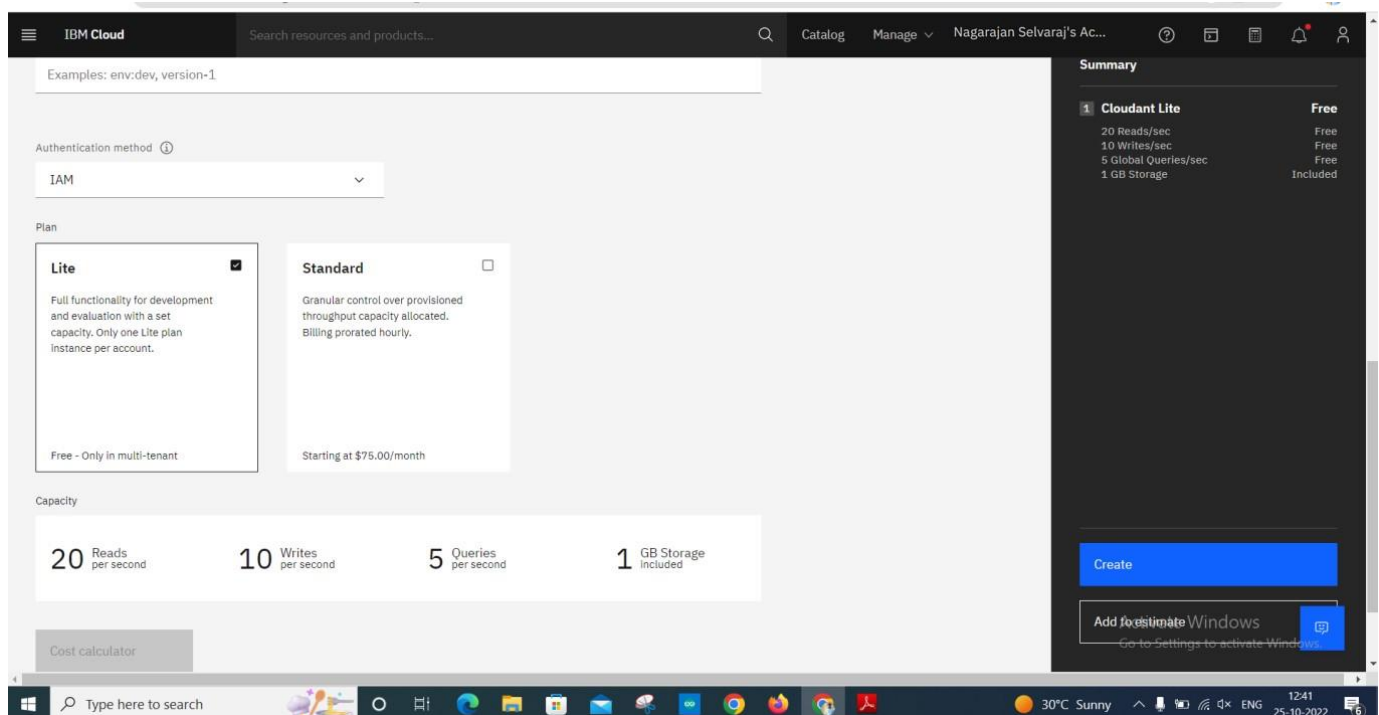 IBM Cloud
Search resources and products...
Catalog
Manage
Nagarajan Selvaraj's Ac...
Examples: env:dev, version-1
Authentication method
IAM
Plan
Lite
Full functionality for development
and evaluation with a set
capacity. Only one Lite plan
instance per account.
Free - Only in multi-tenant
Standard
Granular control over provisioned
throughput capacity allocated.
Billing prorated hourly.
Starting at $75.00/month
Capacity
20 Reads per second
10 Writes per second
5 Queries per second
1 GB Storage included
Cost calculator
Summary
1 Cloudant Lite Free
20 Reads/sec Free
10 Writes/sec Free
5 Global Queries/sec Free
1 GB Storage Included
Create
Add to estimate
Activate Windows
Go to Settings to activate Windows.
Type here to search
30°C Sunny
ENG
12:41
25-10-2022
6